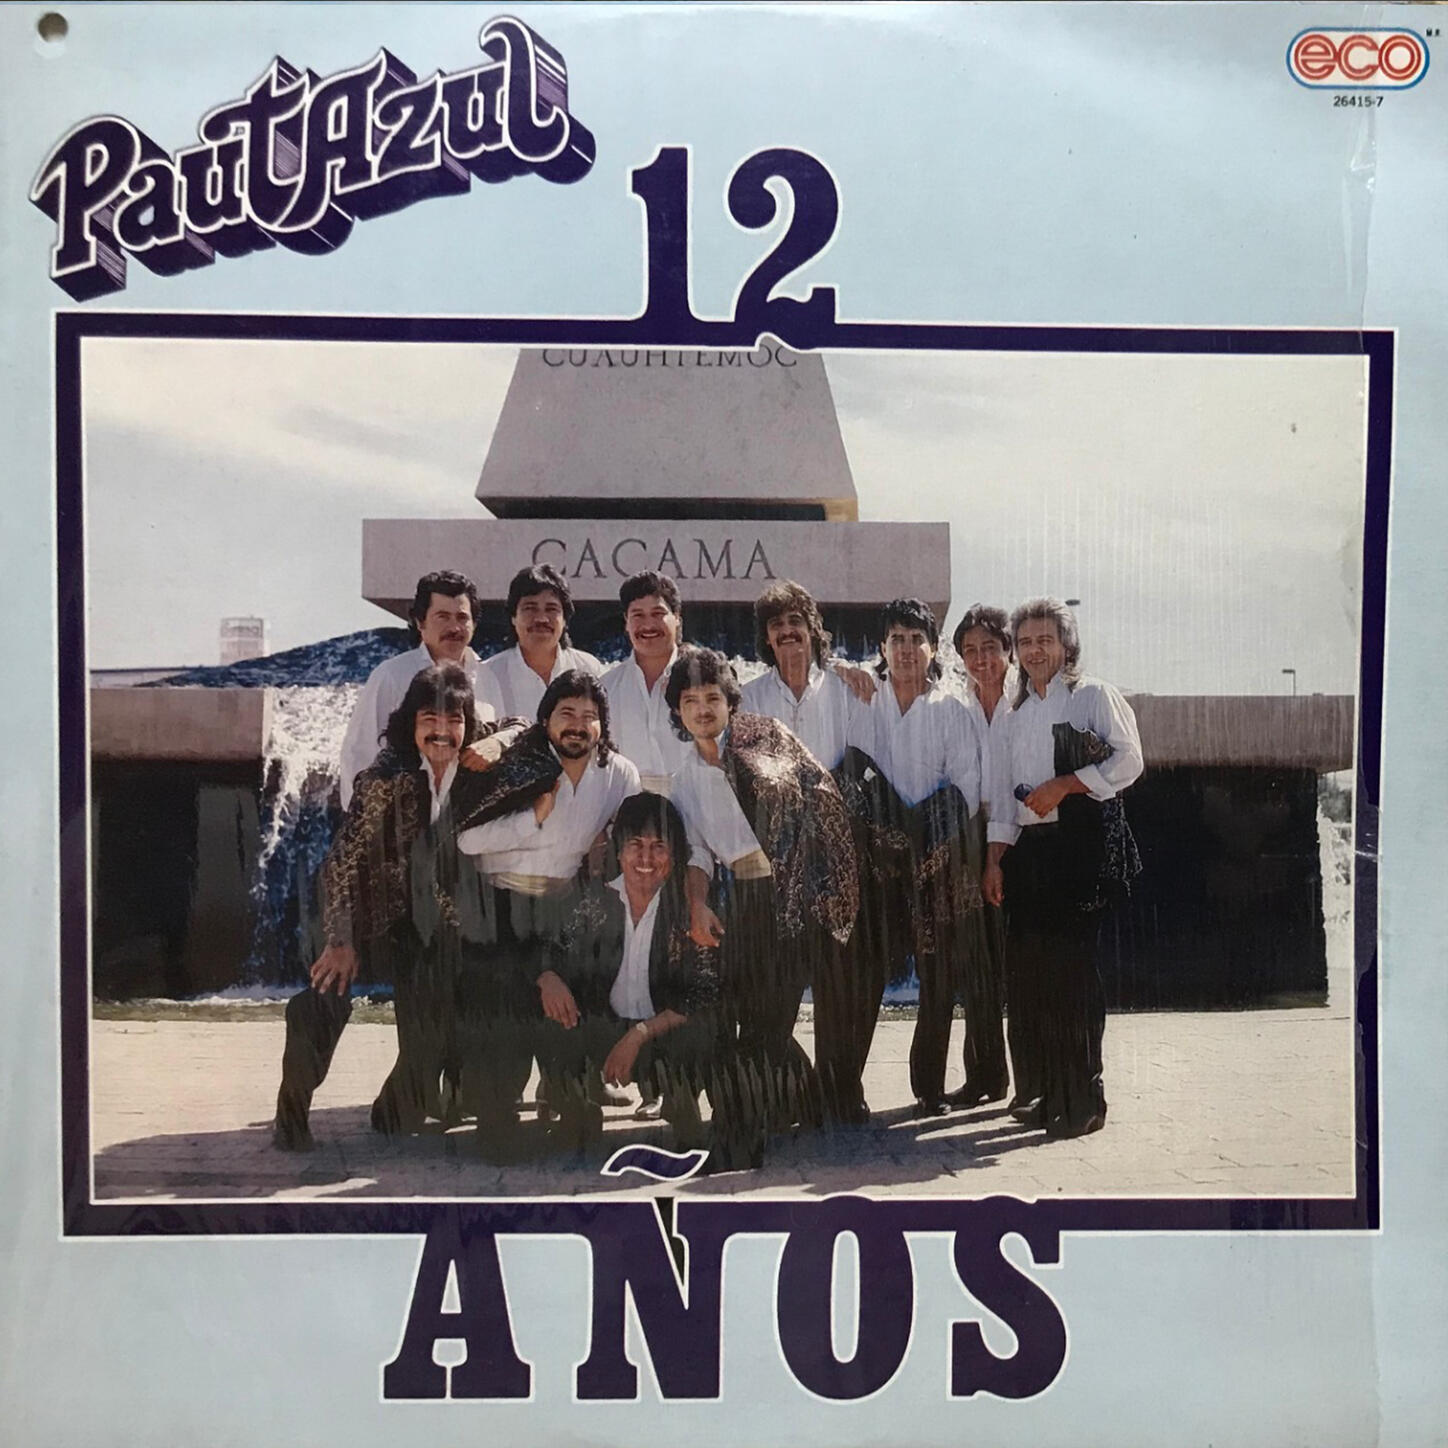 PautAzul
eco
M.R.
26415-7
12
CUAUHTEMOC
CACAMA
AÑOS